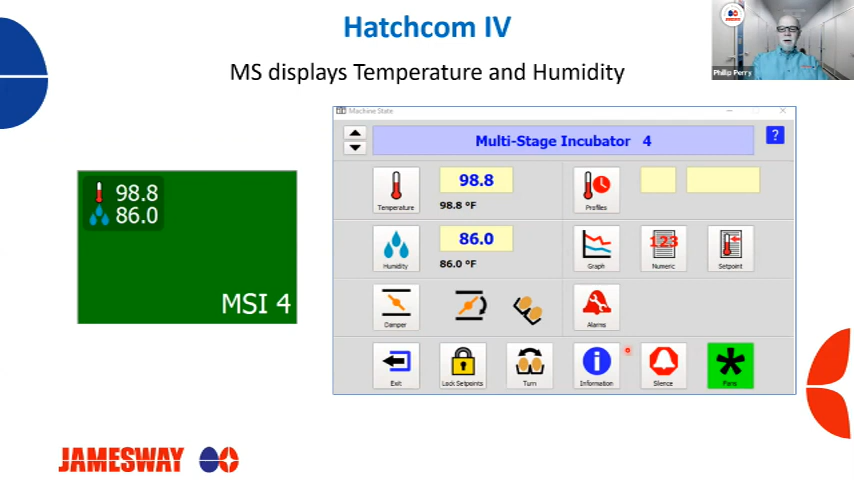 Hatchcom IV
MS displays Temperature and Humidity
Phillip Perry
98.8
86.0
MSI 4
Machine State
Multi-Stage Incubator 4
?
98.8
Temperature
98.8 °F
Profiles
86.0
Humidity
86.0 °F
Graph
123
Numeric
Setpoint
Damper
Alarms
Exit
Lock Setpoints
Turn
Information
Silence
Fans
JAMESWAY